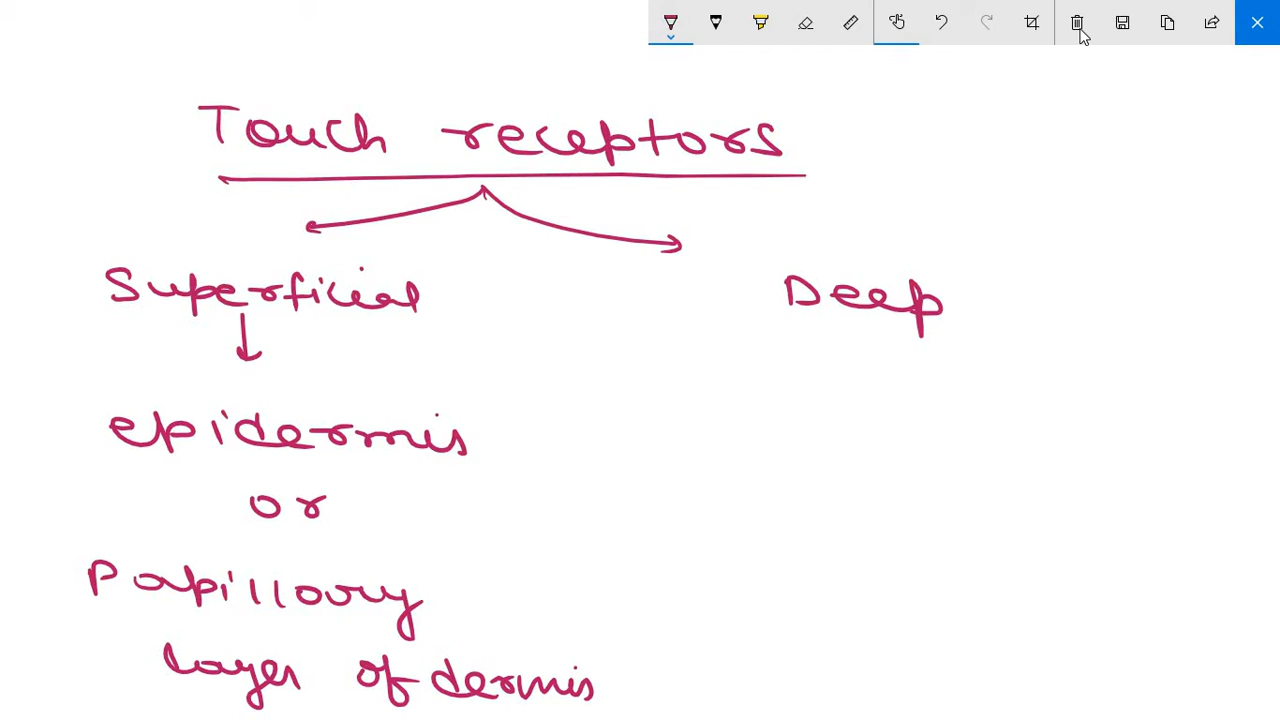 Touch receptors
Superficial
Deep
epidermis
or
Papillary
layer of dermis